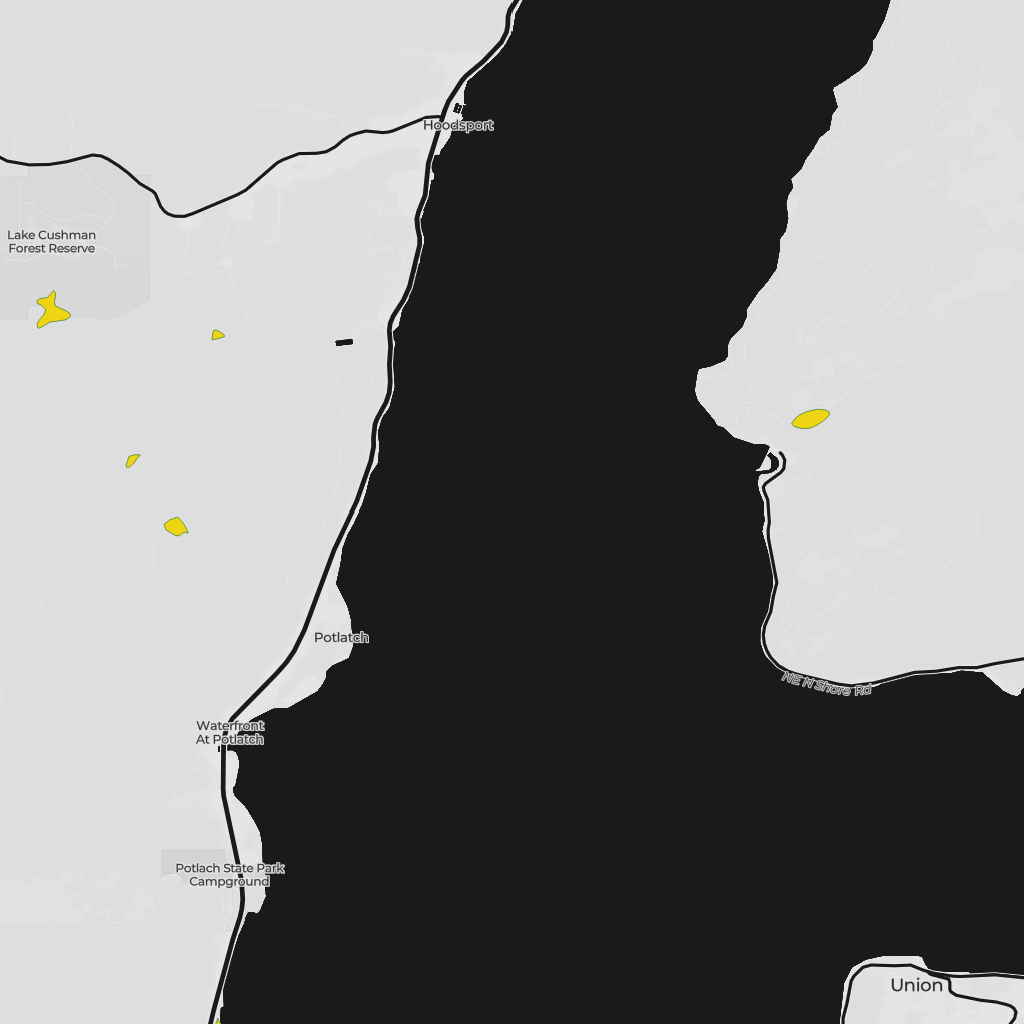 Hoodsport
Lake Cushman
Forest Reserve
Potlatch
NE N Shore Rd
Waterfront
At Potlatch
Potlach State Park
Campground
Union